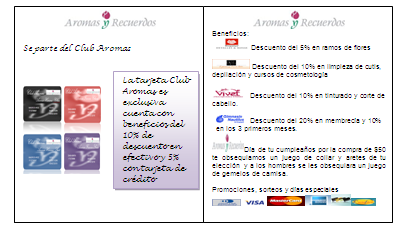 Aromas y Recuerdos
Se parte del Club Aromas
La tarjeta Club
Aromas es
exclusiva
cuenta con
beneficios del
10% de
descuento en
efectivo y 5%
con tarjeta de
crédito
Aromas y Recuerdos
Beneficios:
Descuento del 5% en ramos de flores
Descuento del 10% en limpieza de cutis,
depilación y cursos de cosmetología
Descuento del 10% en tinturado y corte de
cabello.
Descuento del 20% en membrecía y 10%
en los 3 primeros meses.
Aromas y Recuerdos Día de tu cumpleaños por la compra de $50
te obsequiamos un juego de collar y aretes de tu
elección y a los hombres se les obsequiara un juego
de gemelos de camisa.
Promociones, sorteos y días especiales
VISA MasterCard